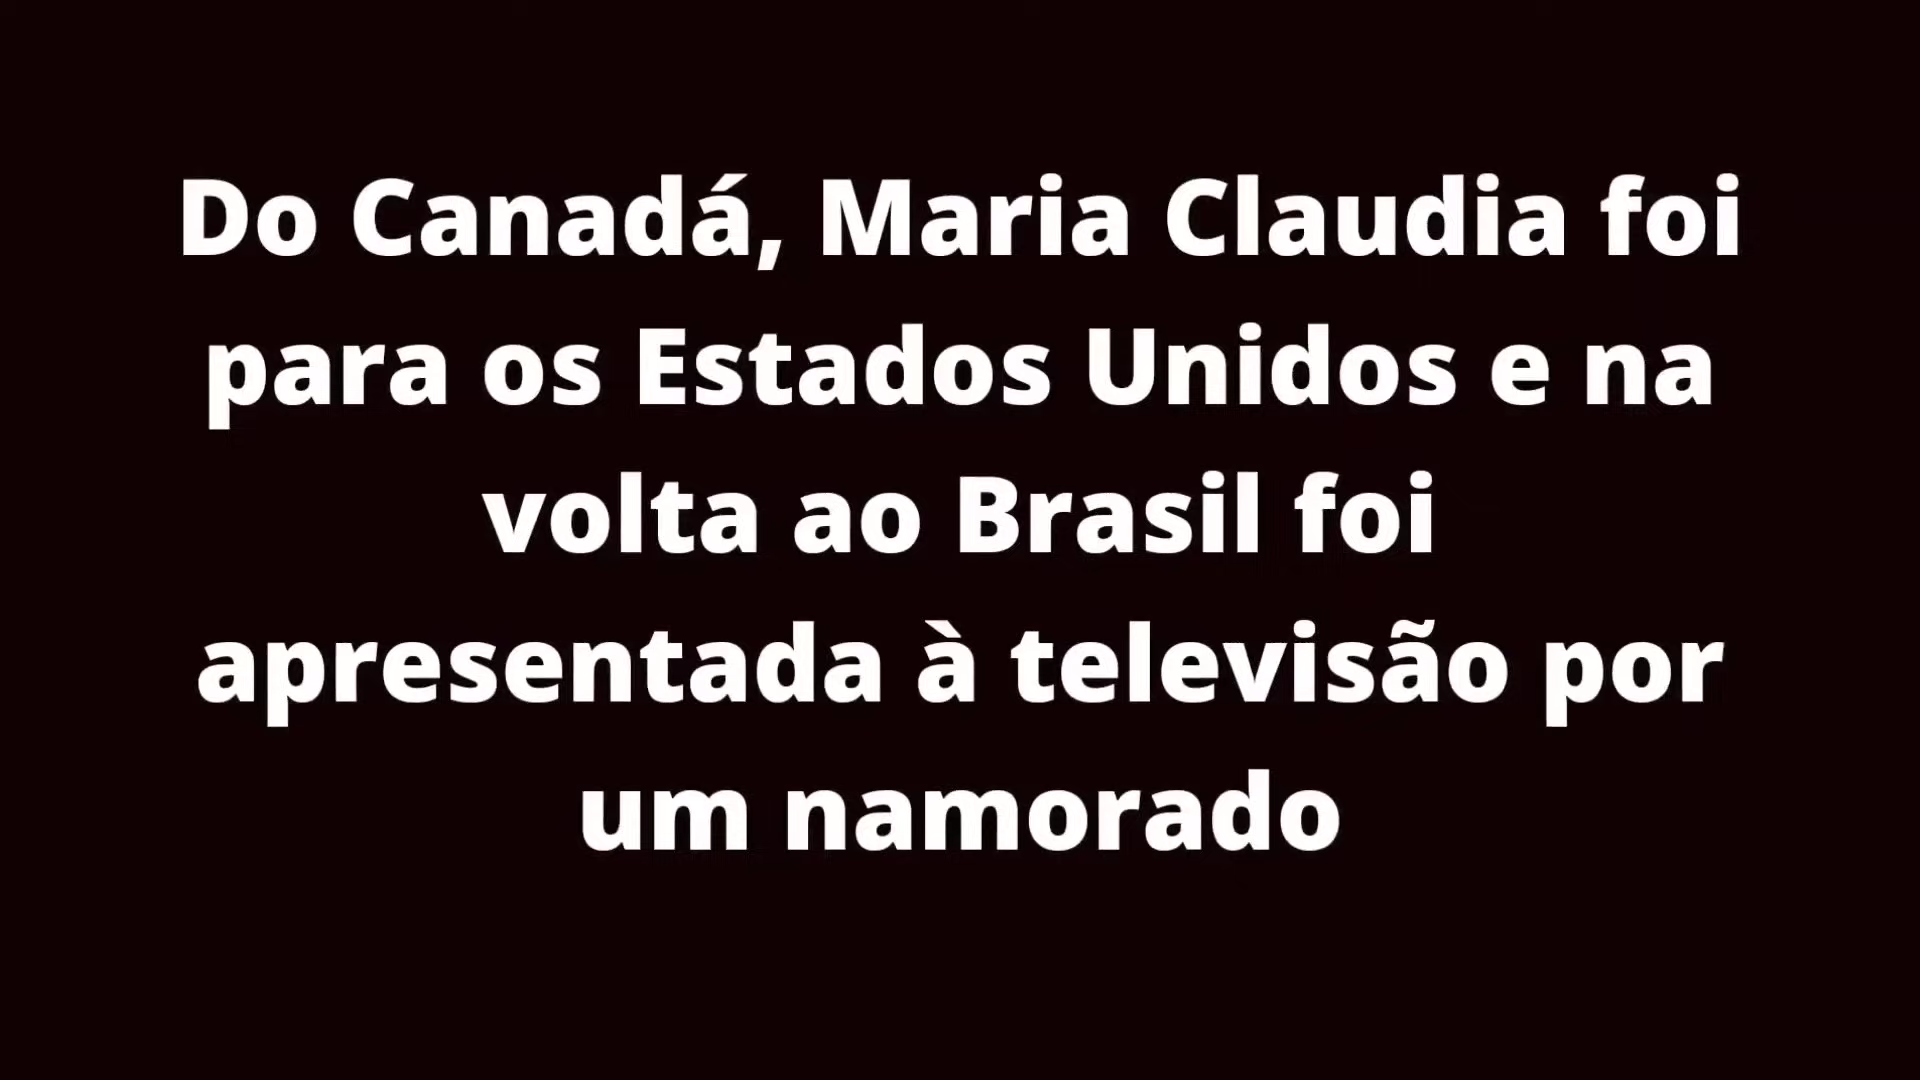 Do Canadá, Maria Claudia foi
para os Estados Unidos e na
volta ao Brasil foi
apresentada à televisão por
um namorado